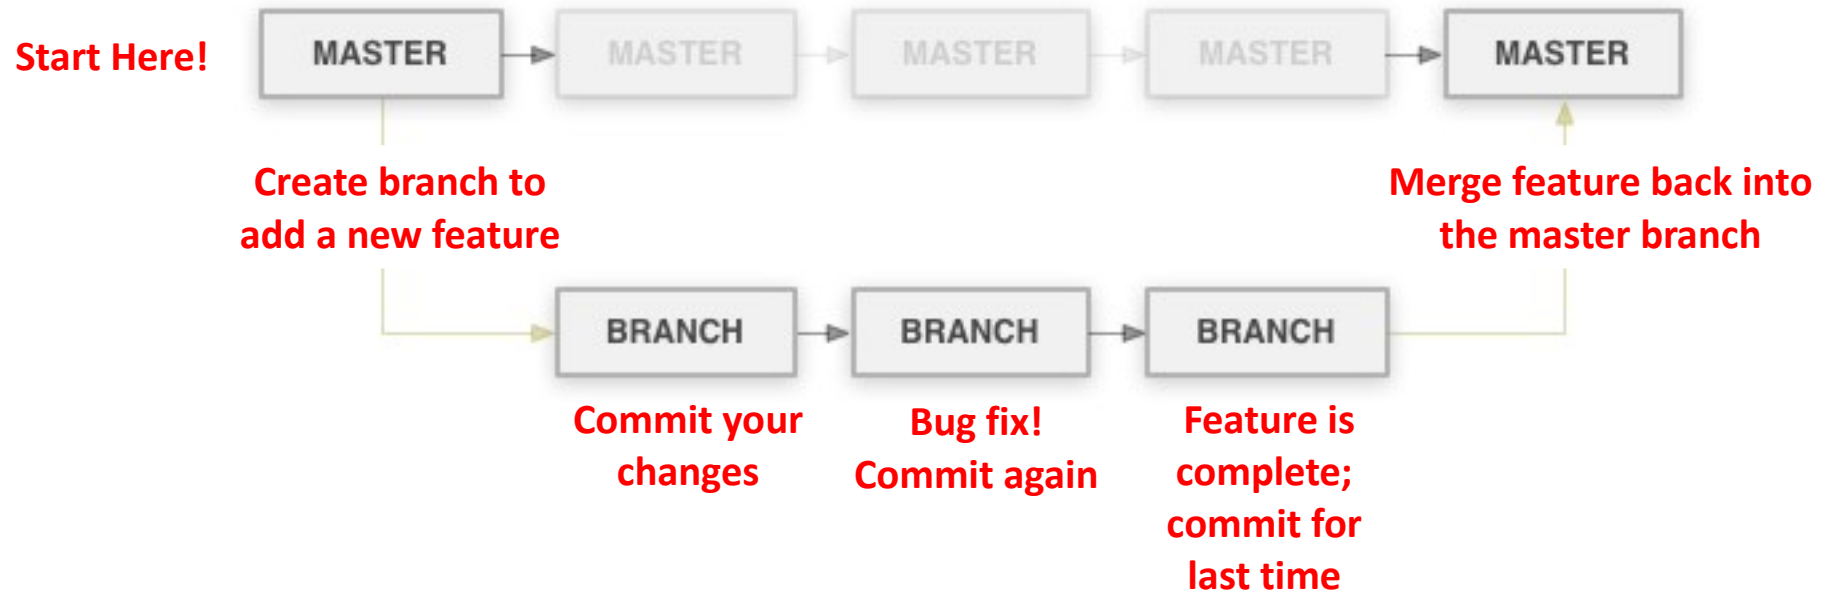 Start Here!
MASTER
MASTER
MASTER
MASTER
MASTER
Create branch to
add a new feature
Merge feature back into
the master branch
BRANCH
BRANCH
BRANCH
Commit your
changes
Bug fix!
Commit again
Feature is
complete;
commit for
last time